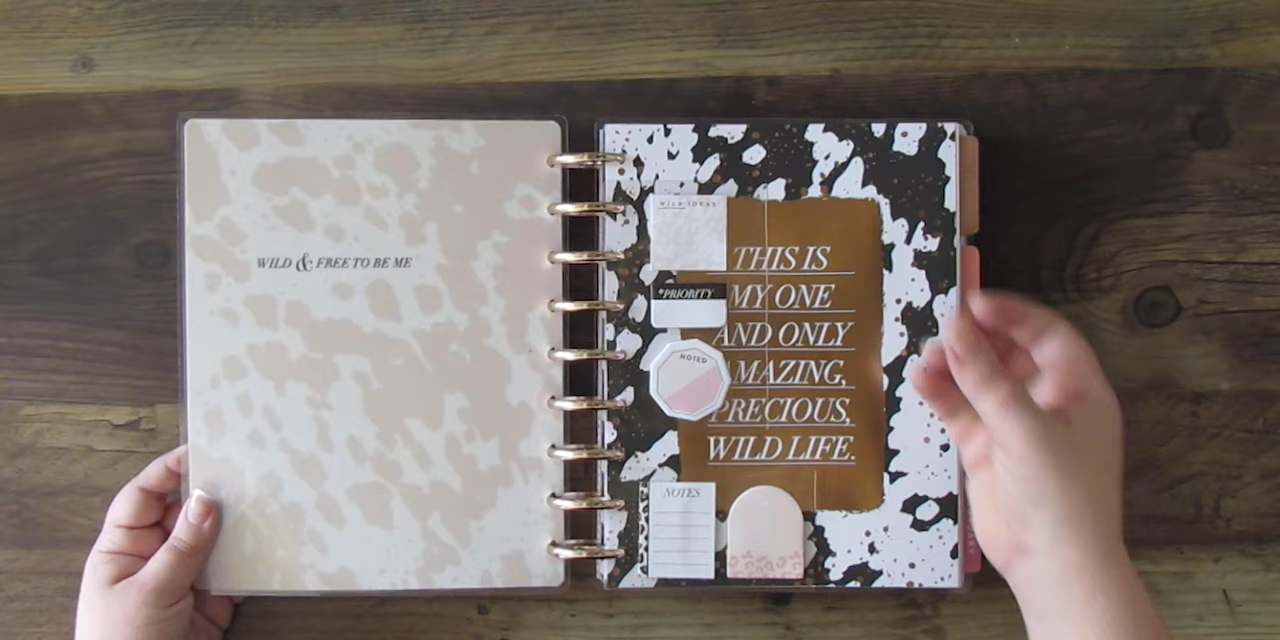 WILD & FREE TO BE ME
WILD IDEAS
THIS IS
*PRIORITY
MY ONE
AND ONLY
NOTED
AMAZING,
PRECIOUS,
WILD LIFE.
NOTES